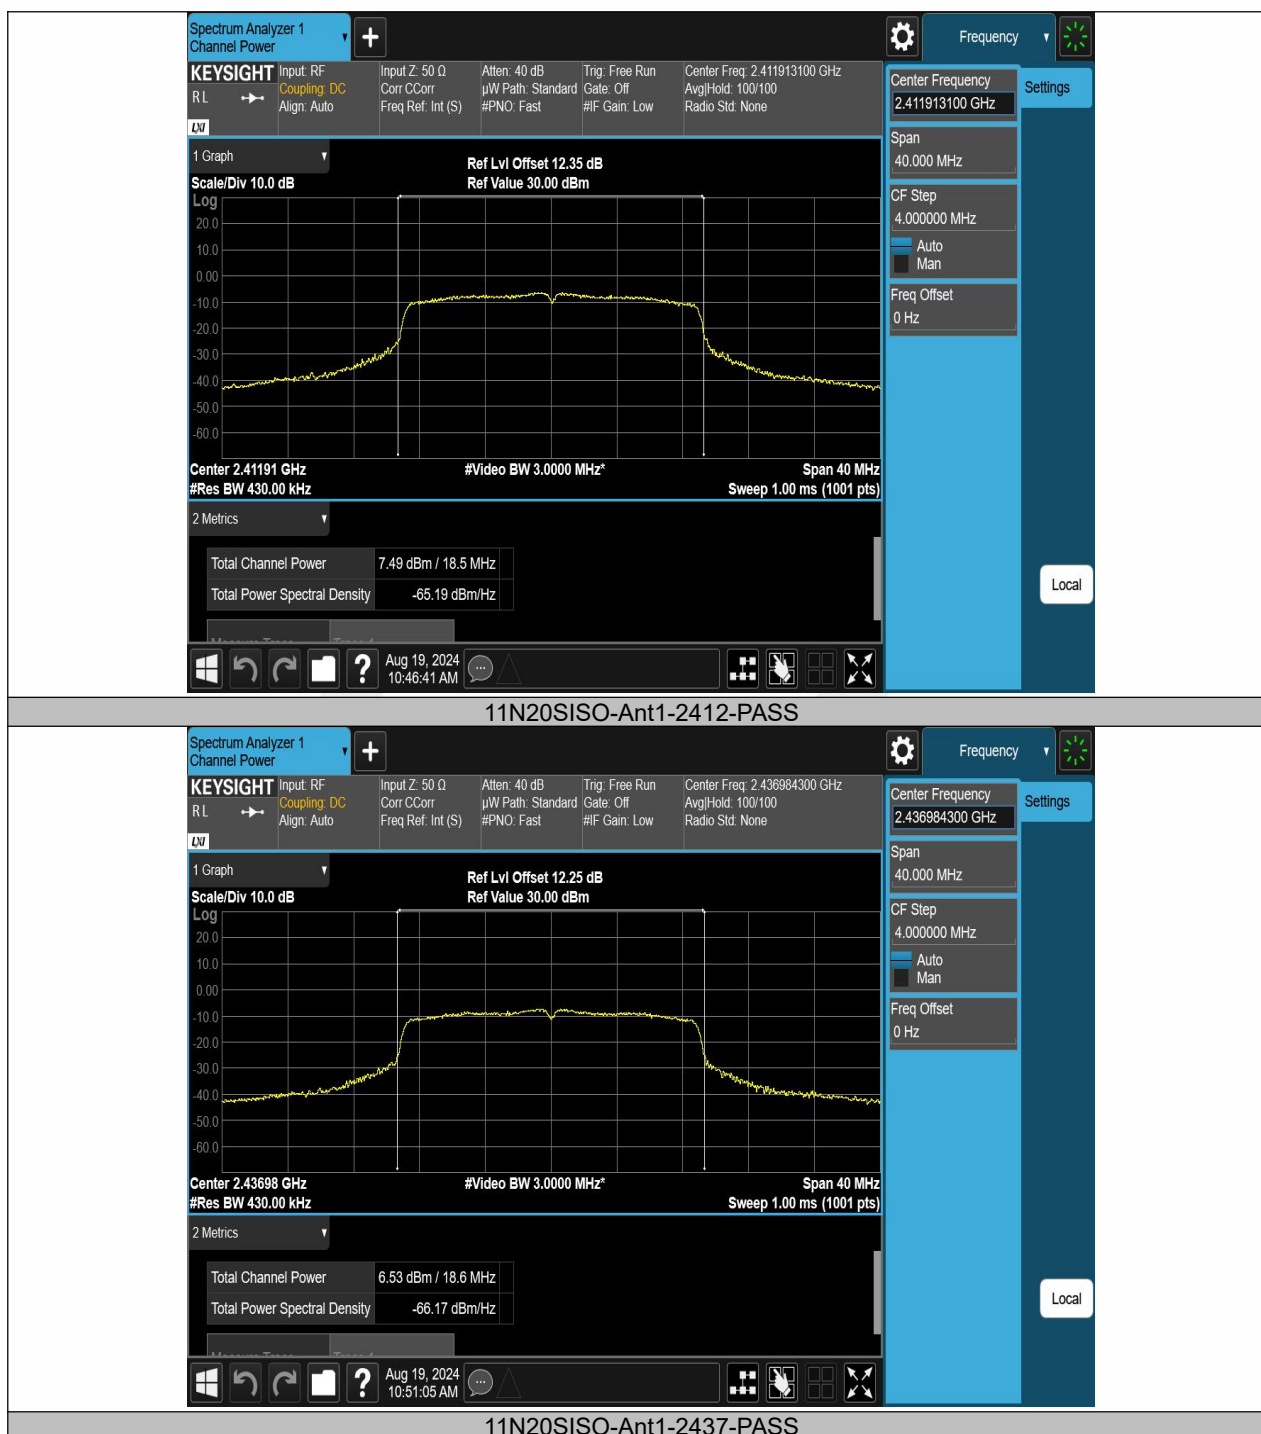 Spectrum Analyzer 1
Channel Power
Frequency
KEYSIGHT
R L
LXI
Input: RF
Coupling: DC
Align: Auto
Input Z: 50 Ω
Corr CCorr
Freq Ref: Int (S)
Atten: 40 dB
µW Path: Standard
#PNO: Fast
Trig: Free Run
Gate: Off
#IF Gain: Low
Center Freq: 2.411913100 GHz
Avg|Hold: 100/100
Radio Std: None
Center Frequency
2.411913100 GHz
Settings
Span
40.000 MHz
CF Step
4.000000 MHz
Auto
Man
Freq Offset
0 Hz
Local
1 Graph
Scale/Div 10.0 dB
Ref Lvl Offset 12.35 dB
Ref Value 30.00 dBm
Log
20.0
10.0
0.00
-10.0
-20.0
-30.0
-40.0
-50.0
-60.0
Center 2.41191 GHz
#Video BW 3.0000 MHz*
Span 40 MHz
#Res BW 430.00 kHz
Sweep 1.00 ms (1001 pts)
2 Metrics
Total Channel Power 7.49 dBm / 18.5 MHz
Total Power Spectral Density -65.19 dBm/Hz
?
Aug 19, 2024
10:46:41 AM
11N20SISO-Ant1-2412-PASS
Spectrum Analyzer 1
Channel Power
Frequency
KEYSIGHT
R L
LXI
Input: RF
Coupling: DC
Align: Auto
Input Z: 50 Ω
Corr CCorr
Freq Ref: Int (S)
Atten: 40 dB
µW Path: Standard
#PNO: Fast
Trig: Free Run
Gate: Off
#IF Gain: Low
Center Freq: 2.436984300 GHz
Avg|Hold: 100/100
Radio Std: None
Center Frequency
2.436984300 GHz
Settings
Span
40.000 MHz
CF Step
4.000000 MHz
Auto
Man
Freq Offset
0 Hz
Local
1 Graph
Scale/Div 10.0 dB
Ref Lvl Offset 12.25 dB
Ref Value 30.00 dBm
Log
20.0
10.0
0.00
-10.0
-20.0
-30.0
-40.0
-50.0
-60.0
Center 2.43698 GHz
#Video BW 3.0000 MHz*
Span 40 MHz
#Res BW 430.00 kHz
Sweep 1.00 ms (1001 pts)
2 Metrics
Total Channel Power 6.53 dBm / 18.6 MHz
Total Power Spectral Density -66.17 dBm/Hz
?
Aug 19, 2024
10:51:05 AM
11N20SISO-Ant1-2437-PASS